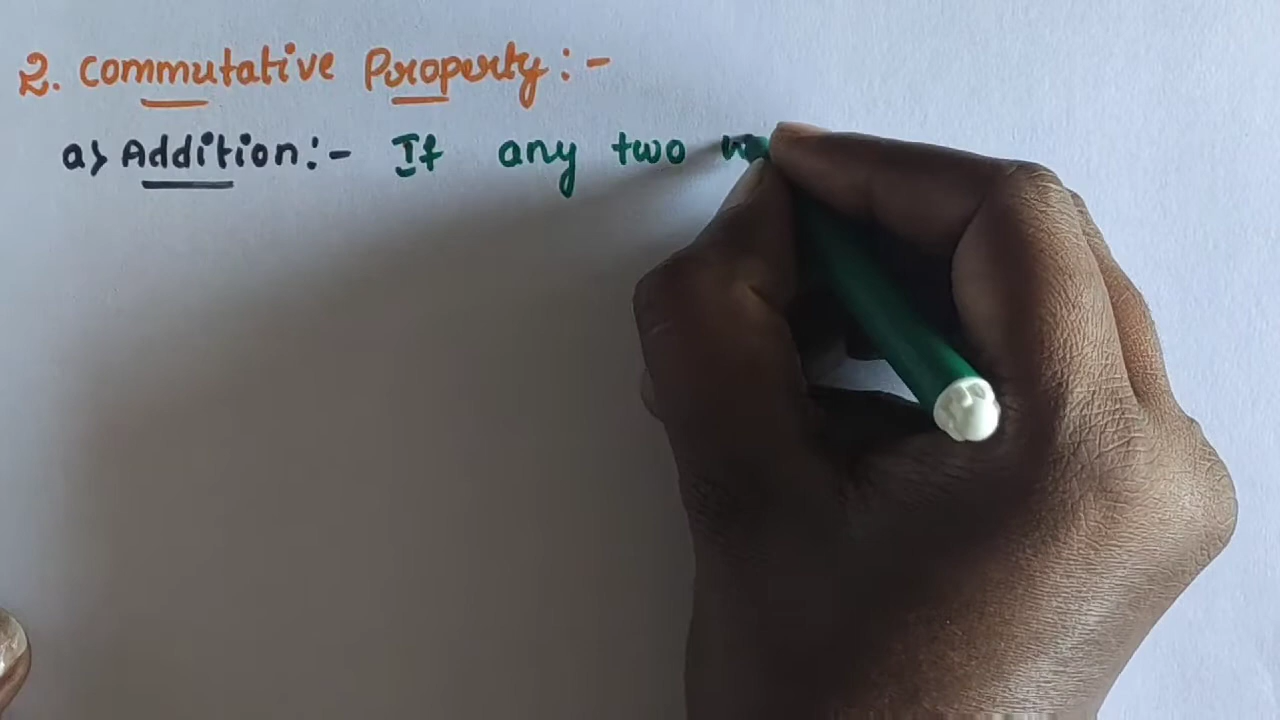 2. Commutative Property:-
a) Addition:- If any two